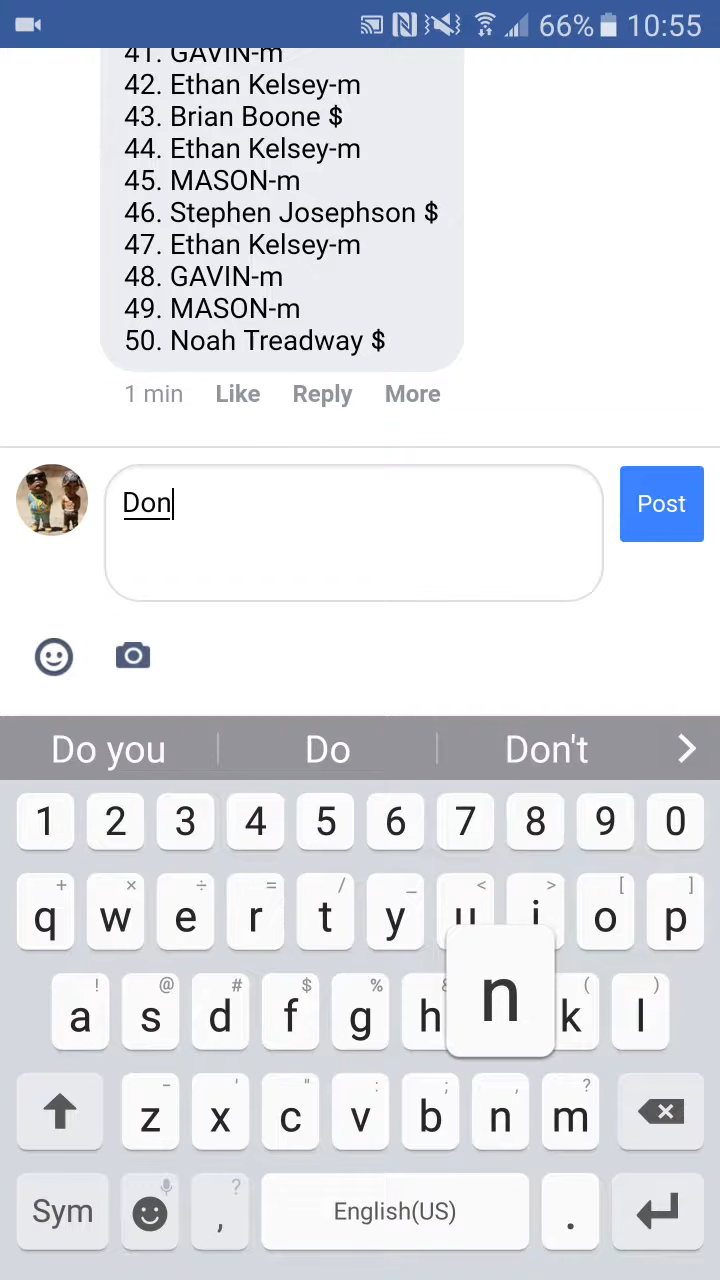 66% 10:55
41. GAVIN-m
42. Ethan Kelsey-m
43. Brian Boone $
44. Ethan Kelsey-m
45. MASON-m
46. Stephen Josephson $
47. Ethan Kelsey-m
48. GAVIN-m
49. MASON-m
50. Noah Treadway $
1 min Like Reply More
Don
Post
Do you Do Don't
1 2 3 4 5 6 7 8 9 0
+ × ÷ = / _ < > [ ]
q w e r t y u i o p
! @ # $ % & ( )
a s d f g h n k l
- ' " : ; , ?
z x c v b n m
Sym , ? English(US) .